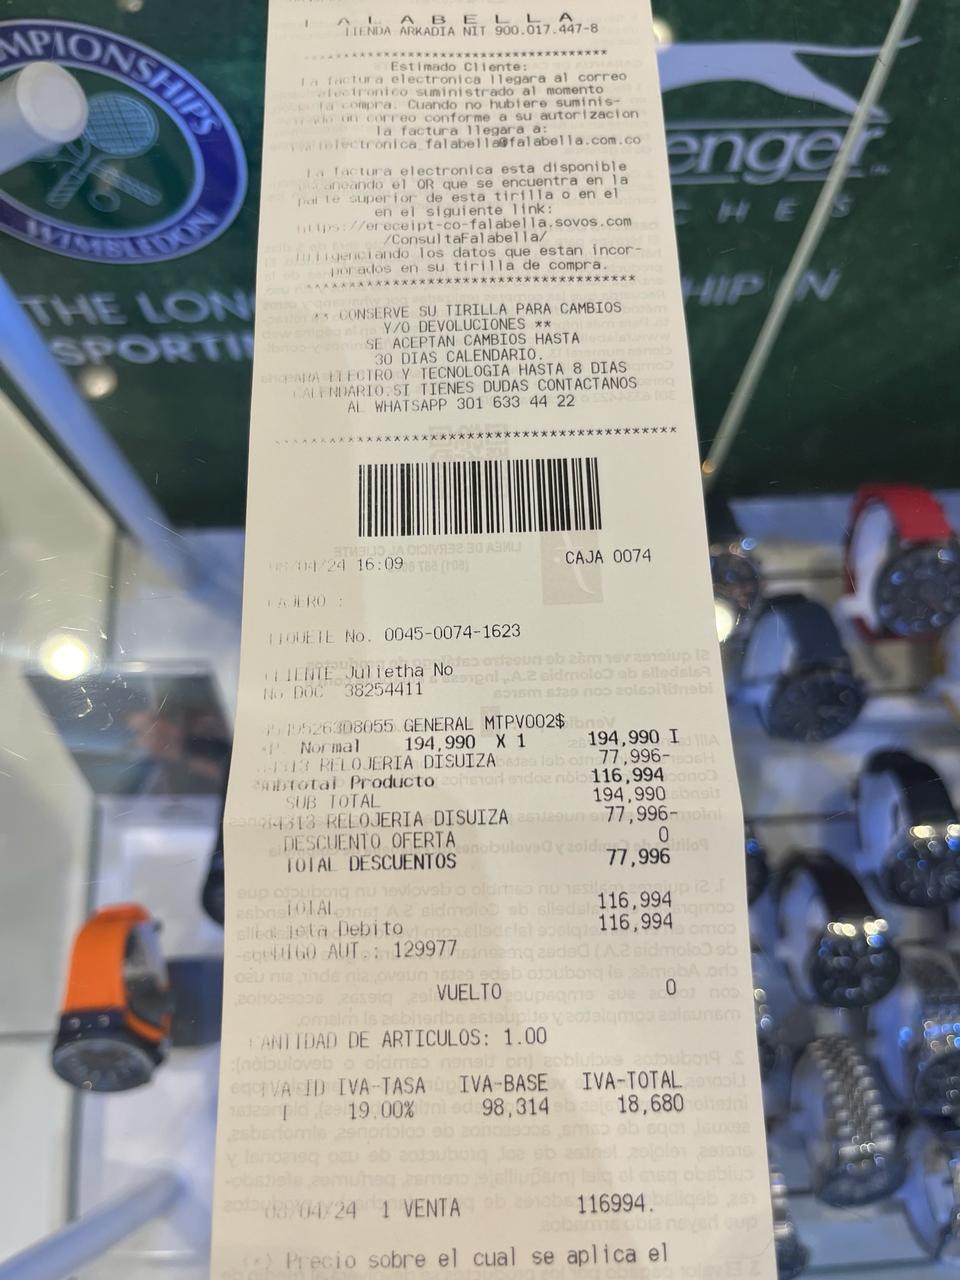 F A L A B E L L A
TIENDA ARKADIA NIT 900.017.447-8
****************************************
Estimado Cliente:
La factura electronica llegara al correo
electronico suministrado al momento
la compra. Cuando no hubiere suminis-
trado un correo conforme a su autorizacion
la factura llegara a:
electronica_falabella@falabella.com.co
La factura electronica esta disponible
escaneando el QR que se encuentra en la
parte superior de esta tirilla o en el
en el siguiente link:
https://ereceipt-co-falabella.sovos.com
/ConsultaFalabella/
Diligenciando los datos que estan incor-
porados en su tirilla de compra.
****************************************
** CONSERVE SU TIRILLA PARA CAMBIOS
Y/O DEVOLUCIONES **
SE ACEPTAN CAMBIOS HASTA
30 DIAS CALENDARIO.
PARA ELECTRO Y TECNOLOGIA HASTA 8 DIAS
CALENDARIO.SI TIENES DUDAS CONTACTANOS
AL WHATSAPP 301 633 44 22
****************************************
08/04/24 16:09 CAJA 0074
CAJERO :
TIQUETE No. 0045-0074-1623
CLIENTE Julietha No
No DOC 38254411
GENERAL MTPV002$
Normal 194,990 X 1 194,990 I
RELOJERIA DISUIZA 77,996-
Subtotal Producto 116,994
SUB TOTAL 194,990
84313 RELOJERIA DISUIZA 77,996-
DESCUENTO OFERTA 0
TOTAL DESCUENTOS 77,996
TOTAL 116,994
Tarjeta Debito 116,994
CODIGO AUT.: 129977
VUELTO 0
CANTIDAD DE ARTICULOS: 1.00
IVA ID IVA-TASA IVA-BASE IVA-TOTAL
I 19.00% 98,314 18,680
08/04/24 1 VENTA 116994.
(*) Precio sobre el cual se aplica el
WIMBLEDON
THE LONG
SPORTIN